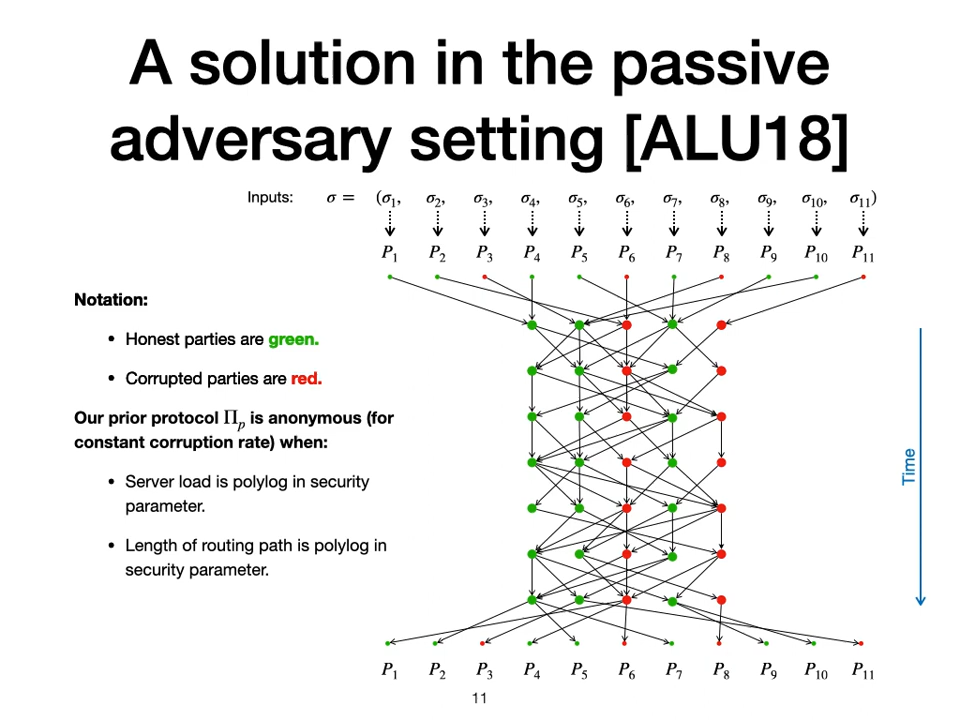 A solution in the passive
adversary setting [ALU18]
Inputs: σ = (σ₁, σ₂, σ₃, σ₄, σ₅, σ₆, σ₇, σ₈, σ₉, σ₁₀, σ₁₁)
P₁ P₂ P₃ P₄ P₅ P₆ P₇ P₈ P₉ P₁₀ P₁₁
Notation:
• Honest parties are green.
• Corrupted parties are red.
Our prior protocol Πₚ is anonymous (for
constant corruption rate) when:
• Server load is polylog in security
parameter.
• Length of routing path is polylog in
security parameter.
Time
P₁ P₂ P₃ P₄ P₅ P₆ P₇ P₈ P₉ P₁₀ P₁₁
11